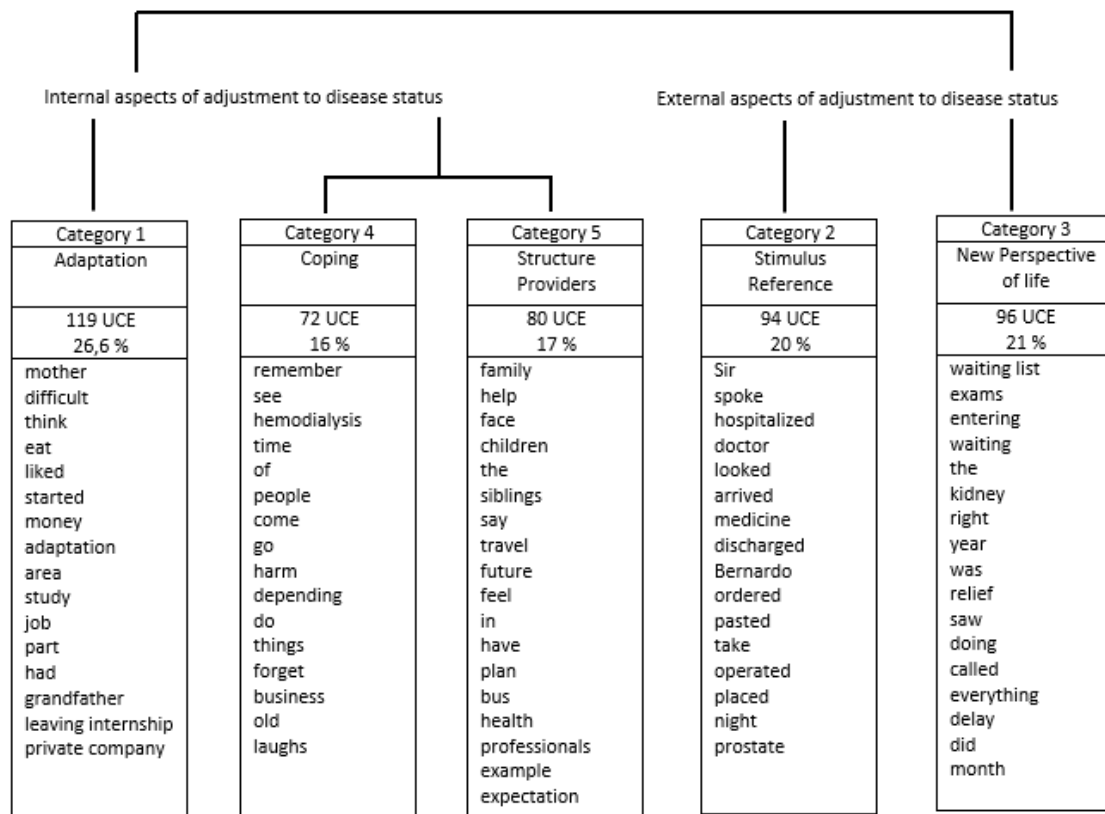 Internal aspects of adjustment to disease status
External aspects of adjustment to disease status
Category 1
Adaptation
119 UCE
26,6 %
mother
difficult
think
eat
liked
started
money
adaptation
area
study
job
part
had
grandfather
leaving internship
private company
Category 4
Coping
72 UCE
16 %
remember
see
hemodialysis
time
of
people
come
go
harm
depending
do
things
forget
business
old
laughs
Category 5
Structure
Providers
80 UCE
17 %
family
help
face
children
the
siblings
say
travel
future
feel
in
have
plan
bus
health
professionals
example
expectation
Category 2
Stimulus
Reference
94 UCE
20 %
Sir
spoke
hospitalized
doctor
looked
arrived
medicine
discharged
Bernardo
ordered
pasted
take
operated
placed
night
prostate
Category 3
New Perspective
of life
96 UCE
21 %
waiting list
exams
entering
waiting
the
kidney
right
year
was
relief
saw
doing
called
everything
delay
did
month